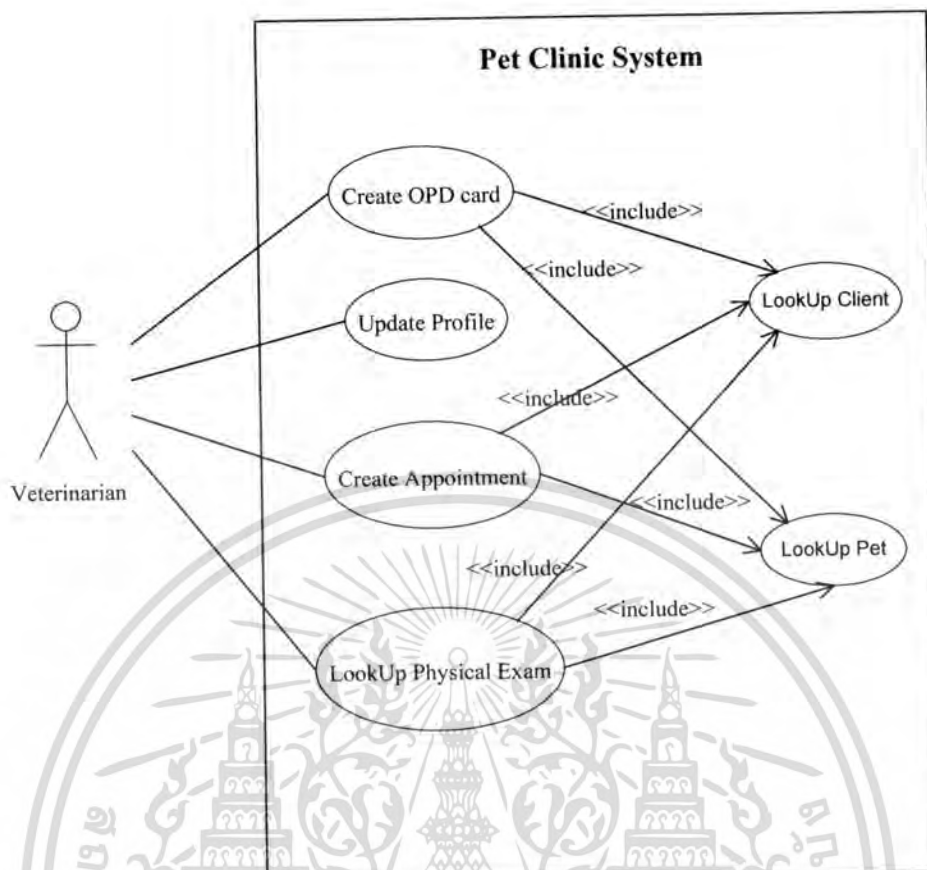 Pet Clinic System
Create OPD card
<<include>>
<<include>>
LookUp Client
Update Profile
<<include>>
Veterinarian
Create Appointment
<<include>>
LookUp Pet
<<include>>
<<include>>
LookUp Physical Exam